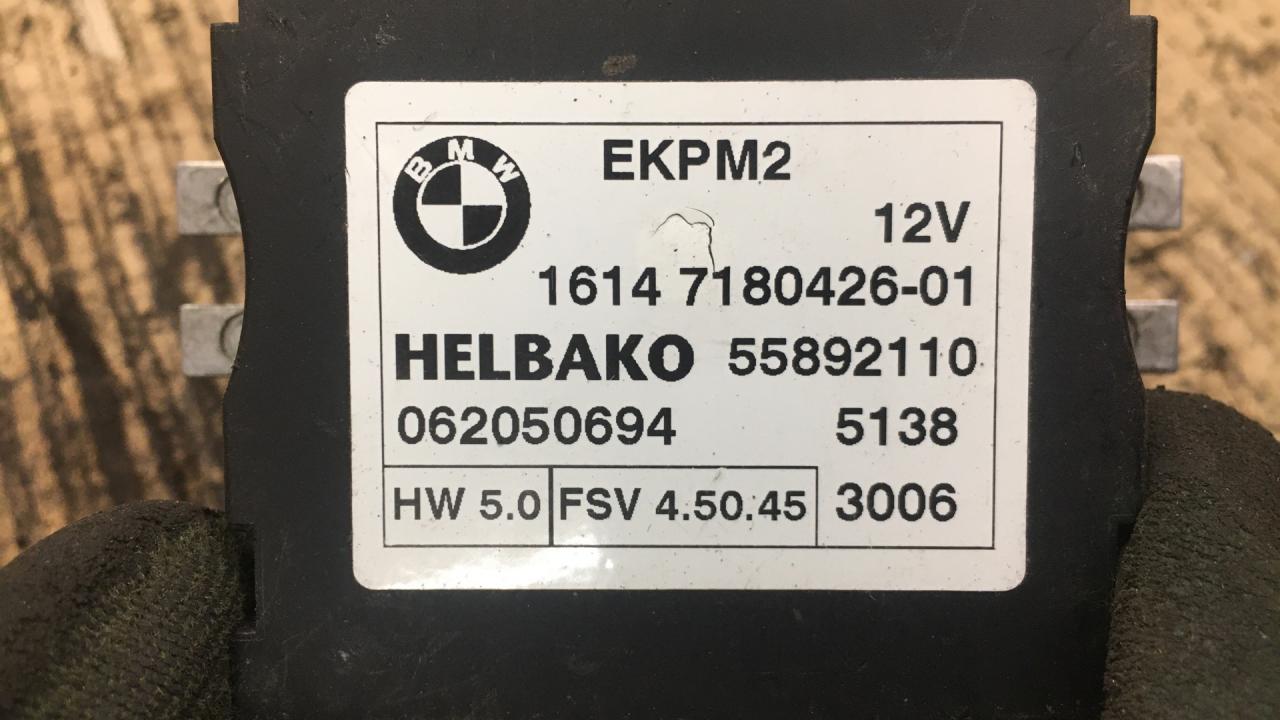 BMW
EKPM2
12V
1614 7180426-01
HELBAKO 55892110
062050694 5138
HW 5.0 FSV 4.50.45 3006